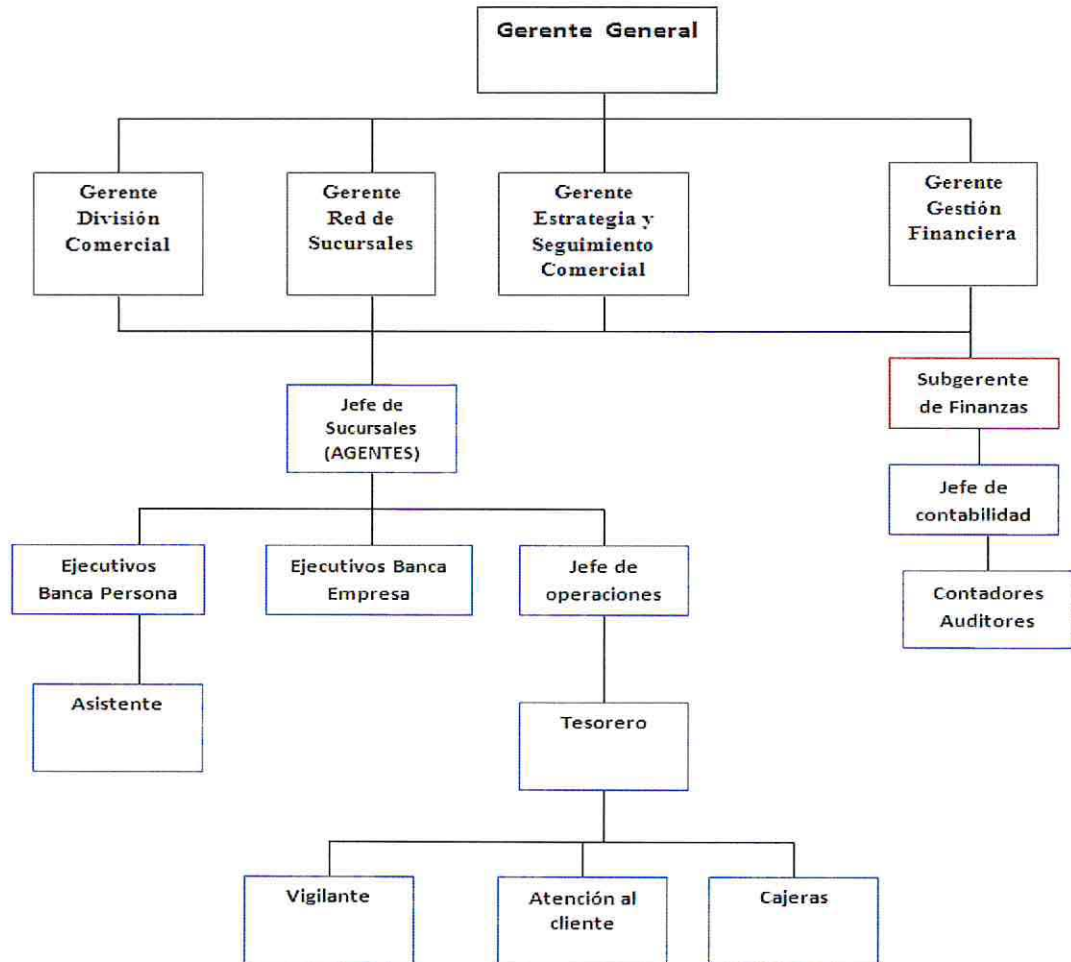 Gerente General
Gerente
División
Comercial
Gerente
Red de
Sucursales
Gerente
Estrategia y
Seguimiento
Comercial
Gerente
Gestión
Financiera
Jefe de
Sucursales
(AGENTES)
Subgerente
de Finanzas
Jefe de
contabilidad
Contadores
Auditores
Ejecutivos
Banca Persona
Ejecutivos Banca
Empresa
Jefe de
operaciones
Asistente
Tesorero
Vigilante
Atención al
cliente
Cajeras